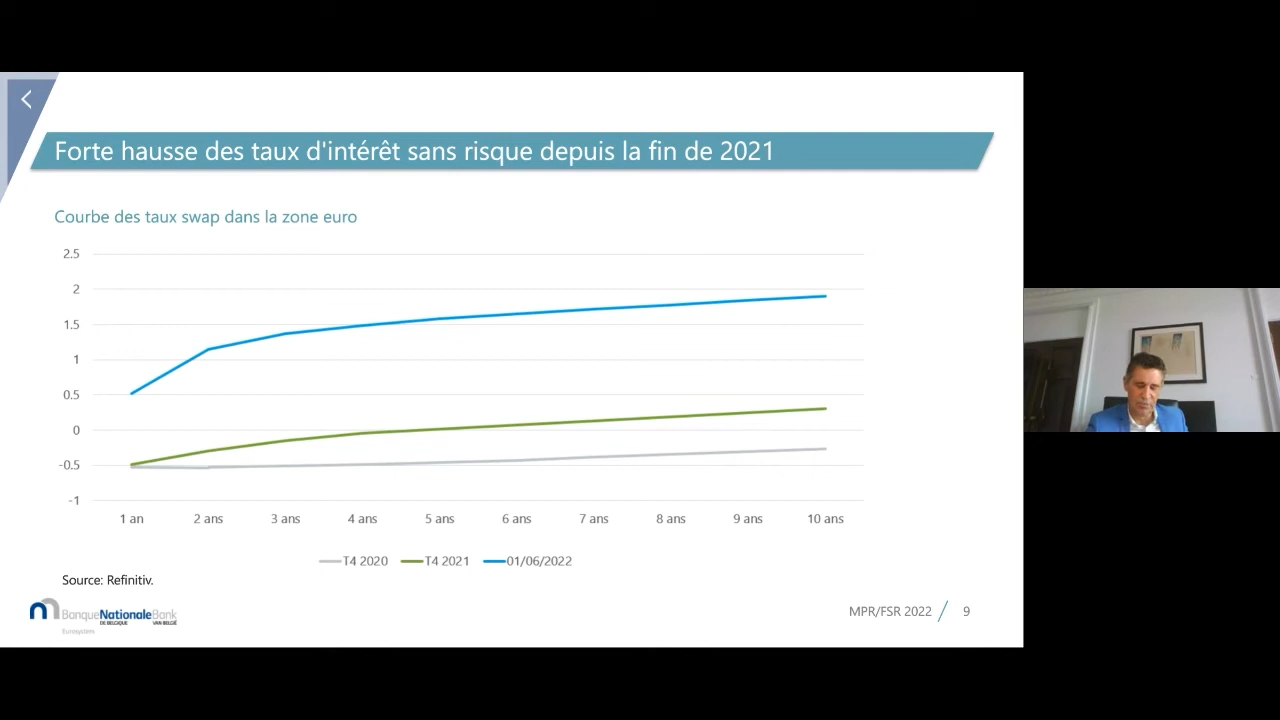 Forte hausse des taux d'intérêt sans risque depuis la fin de 2021
Courbe des taux swap dans la zone euro
2.5
2
1.5
1
0.5
0
-0.5
-1
1 an 2 ans 3 ans 4 ans 5 ans 6 ans 7 ans 8 ans 9 ans 10 ans
T4 2020 T4 2021 01/06/2022
Source: Refinitiv.
BanqueNationaleBank
DE BELGIQUE VAN BELGIË
Eurosystem
MPR/FSR 2022 / 9